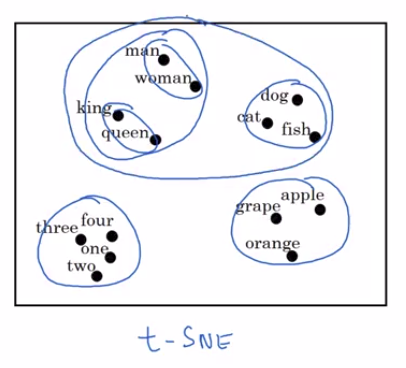 man
woman
king
queen
dog
cat
fish
three four
one
two
grape apple
orange
t-SNE